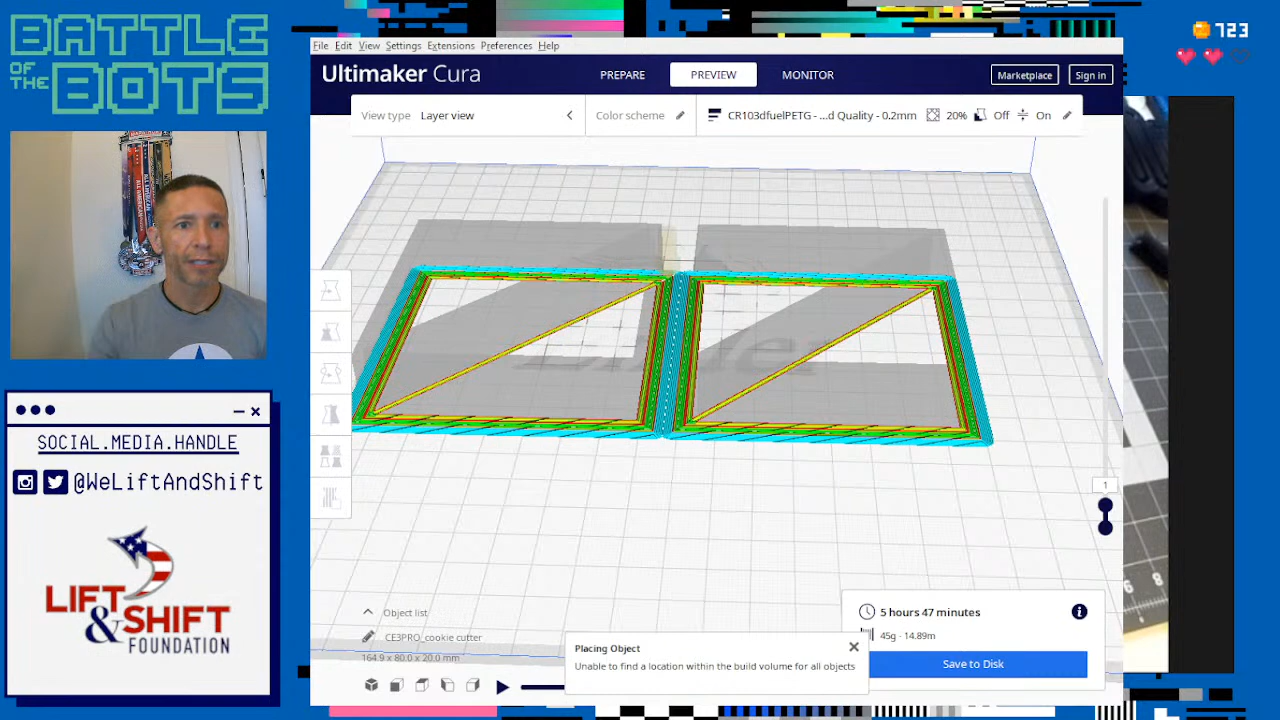 BATTLE
OF THE
BOTS
723
File Edit View Settings Extensions Preferences Help
Ultimaker Cura
PREPARE
PREVIEW
MONITOR
Marketplace
Sign in
View type Layer view
Color scheme
CR103dfuelPETG - ...d Quality - 0.2mm
20%
Off
On
1
SOCIAL.MEDIA.HANDLE
@WeLiftAndShift
LIFT
&SHIFT
FOUNDATION
Object list
CE3PRO_cookie cutter
164.9 x 80.0 x 20.0 mm
Placing Object
Unable to find a location within the build volume for all objects
5 hours 47 minutes
45g · 14.89m
Save to Disk
8